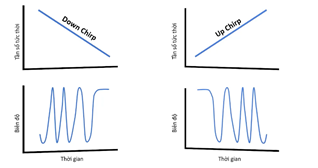 Tần số tức thời
Down Chirp
Tần số tức thời
Up Chirp
Biên độ
Thời gian
Biên độ
Thời gian